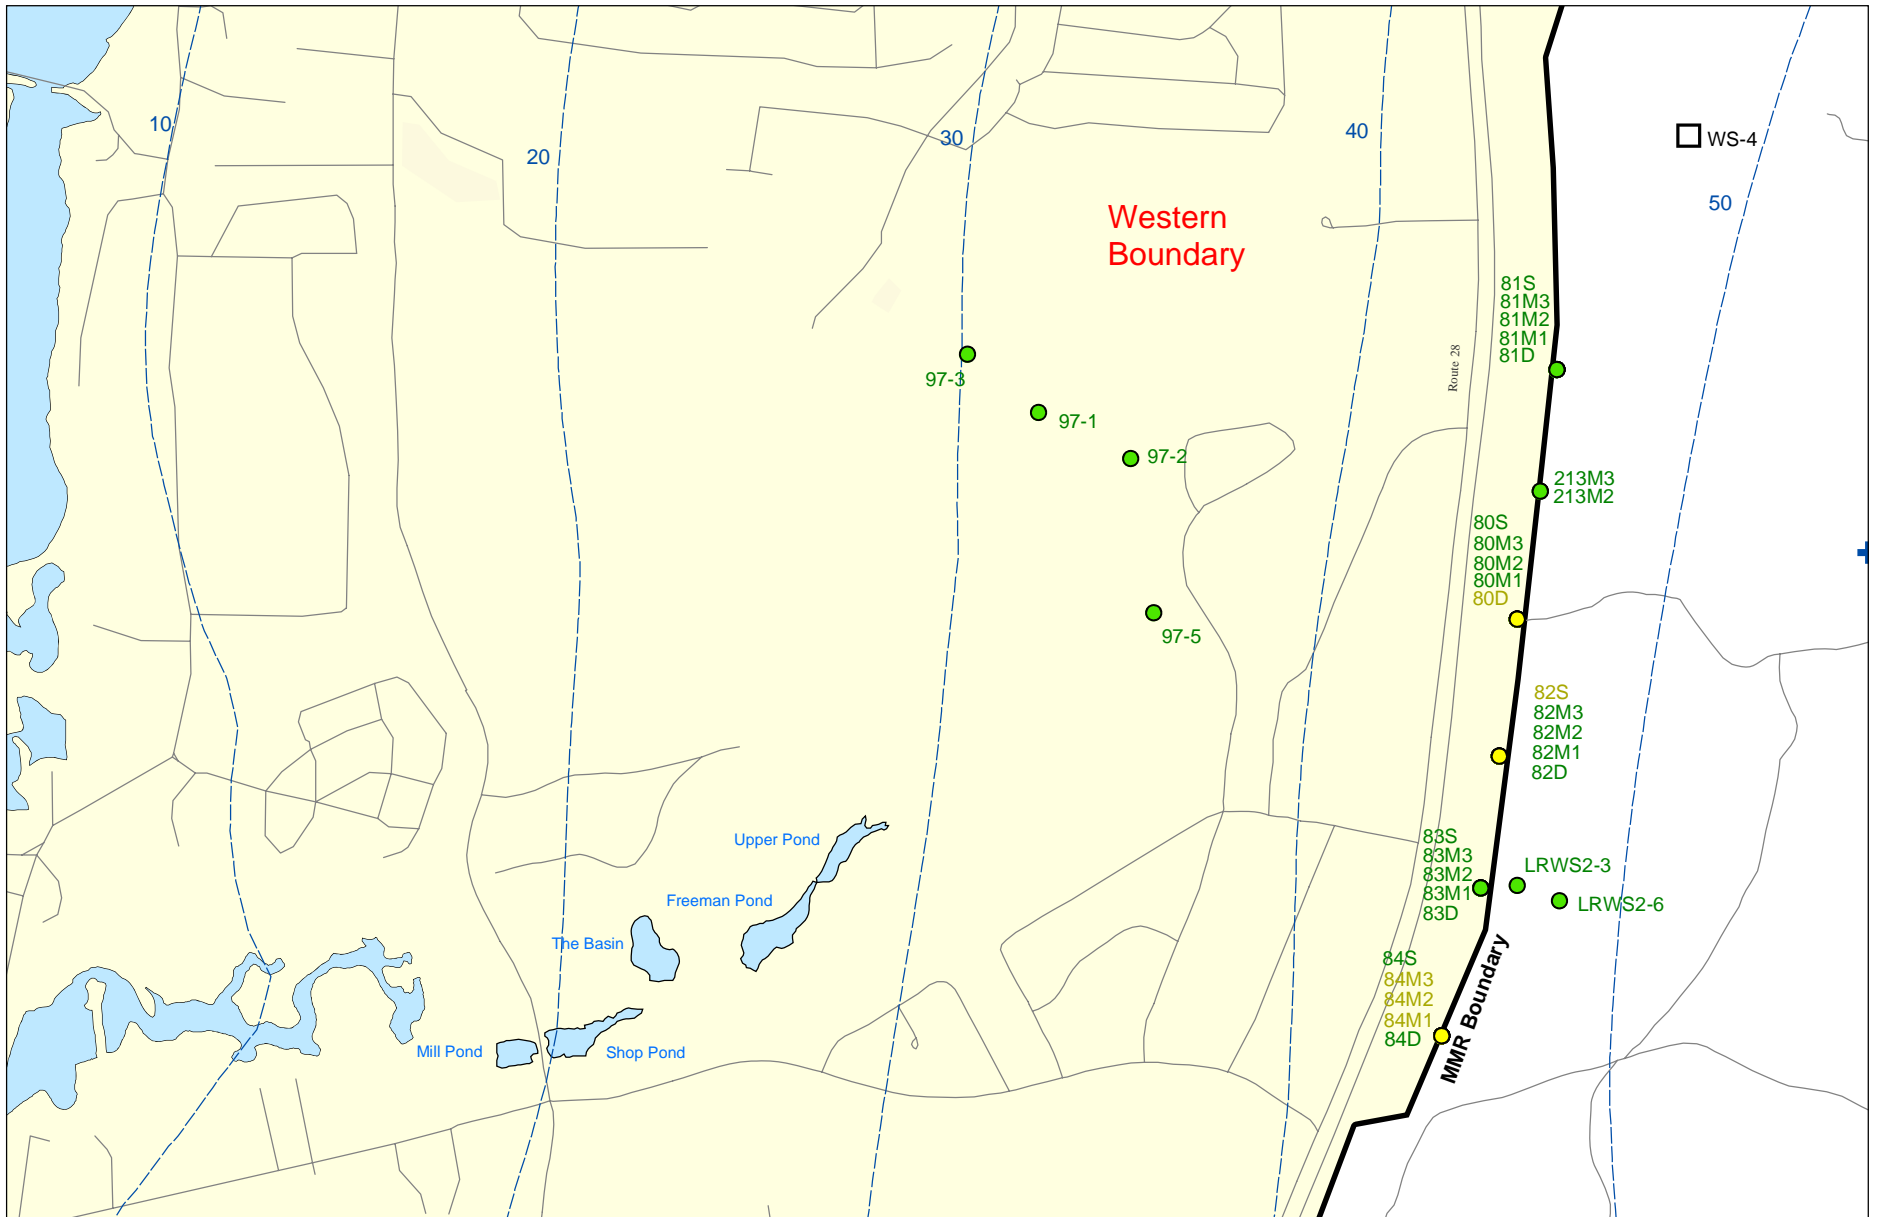 10
20
30
40
WS-4
50
Western
Boundary
81S
81M3
81M2
81M1
81D
Route 28
97-3
97-1
97-2
213M3
213M2
80S
80M3
80M2
80M1
80D
97-5
82S
82M3
82M2
82M1
82D
Upper Pond
83S
83M3
83M2
83M1
83D
LRWS2-3
LRWS2-6
Freeman Pond
The Basin
84S
84M3
84M2
84M1
84D
MMR Boundary
Mill Pond
Shop Pond